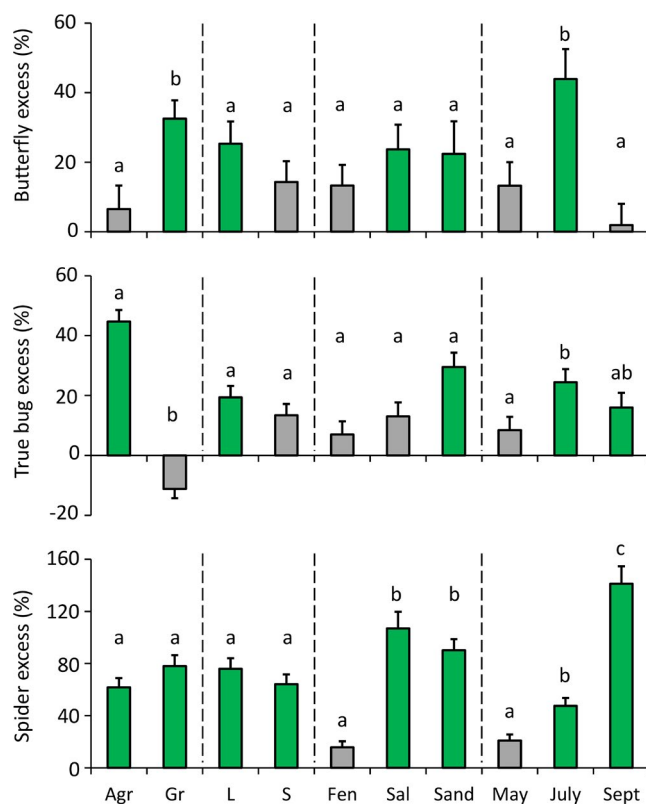 Butterfly excess (%)
60
40
20
0
a b a a a a a a b a
True bug excess (%)
60
40
20
0
-20
a b a a a a a a b ab
Spider excess (%)
160
120
80
40
0
a a a a a b b a b c
Agr Gr L S Fen Sal Sand May July Sept